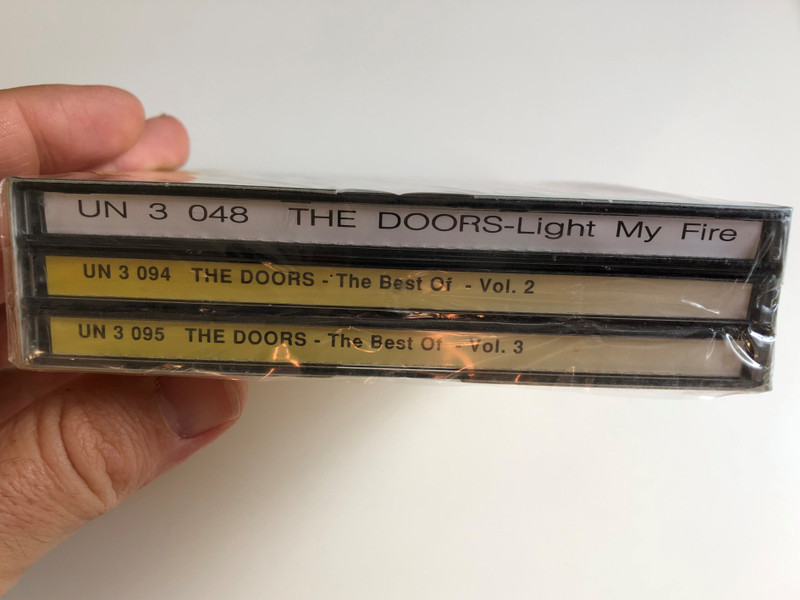 UN 3 048 THE DOORS-Light My Fire
UN 3 094 THE DOORS - The Best Of - Vol. 2
UN 3 095 THE DOORS - The Best Of - Vol. 3